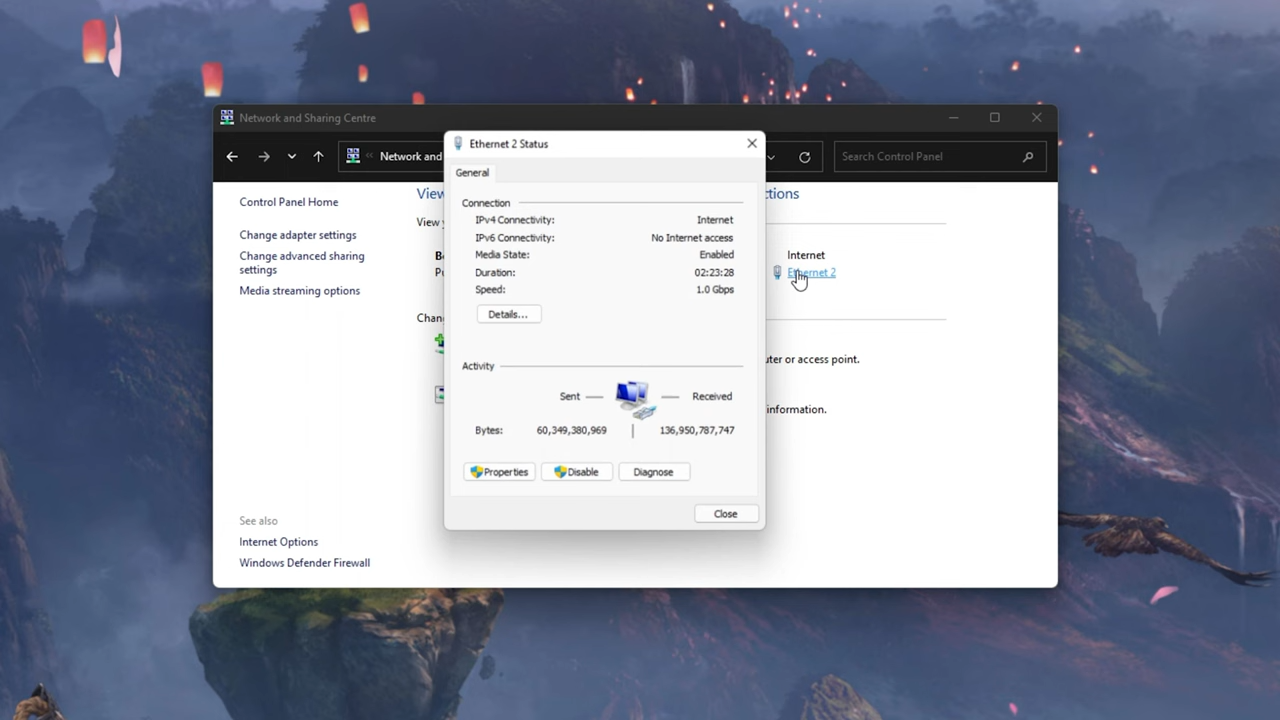 Network and Sharing Centre
Network and
Search Control Panel
Control Panel Home
Change adapter settings
Change advanced sharing
settings
Media streaming options
See also
Internet Options
Windows Defender Firewall
Ethernet 2 Status
General
Connection
IPv4 Connectivity: Internet
IPv6 Connectivity: No Internet access
Media State: Enabled
Duration: 02:23:28
Speed: 1.0 Gbps
Details...
Activity
Sent Received
Bytes: 60,349,380,969 136,950,787,747
Properties Disable Diagnose
Close
Internet
Ethernet 2
or access point.
information.